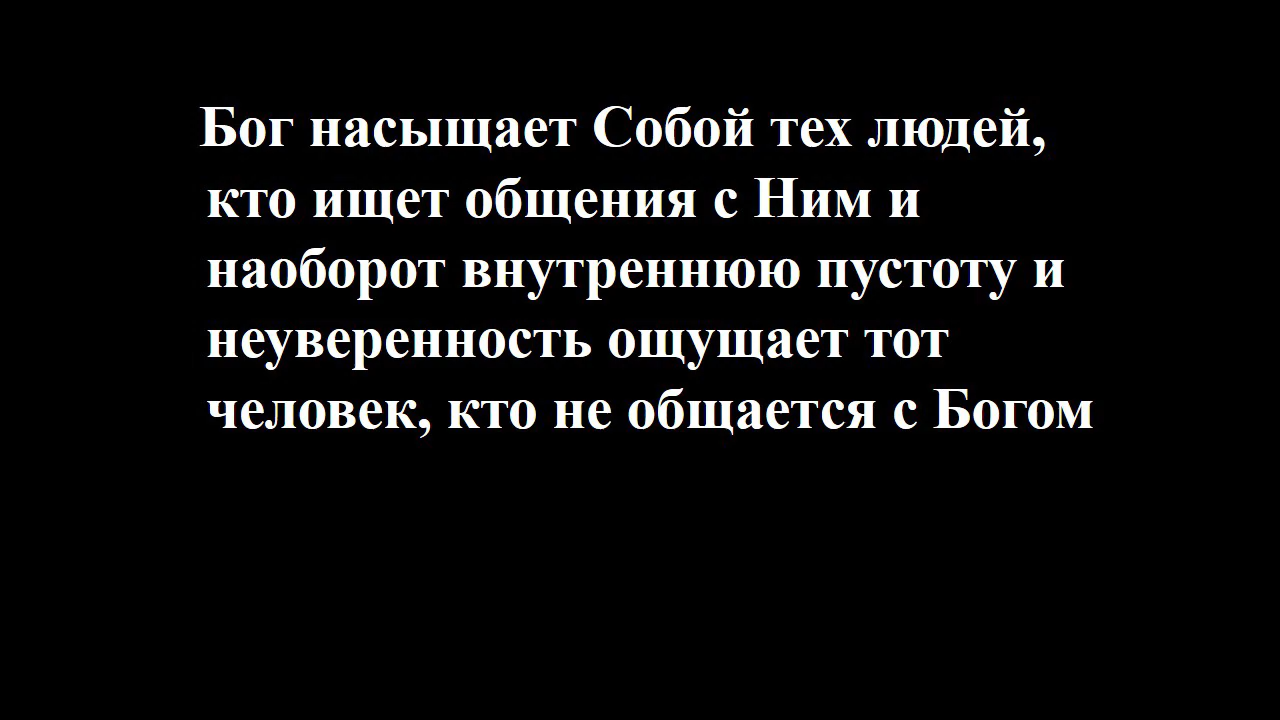 Бог насыщает Собой тех людей,
кто ищет общения с Ним и
наоборот внутреннюю пустоту и
неуверенность ощущает тот
человек, кто не общается с Богом